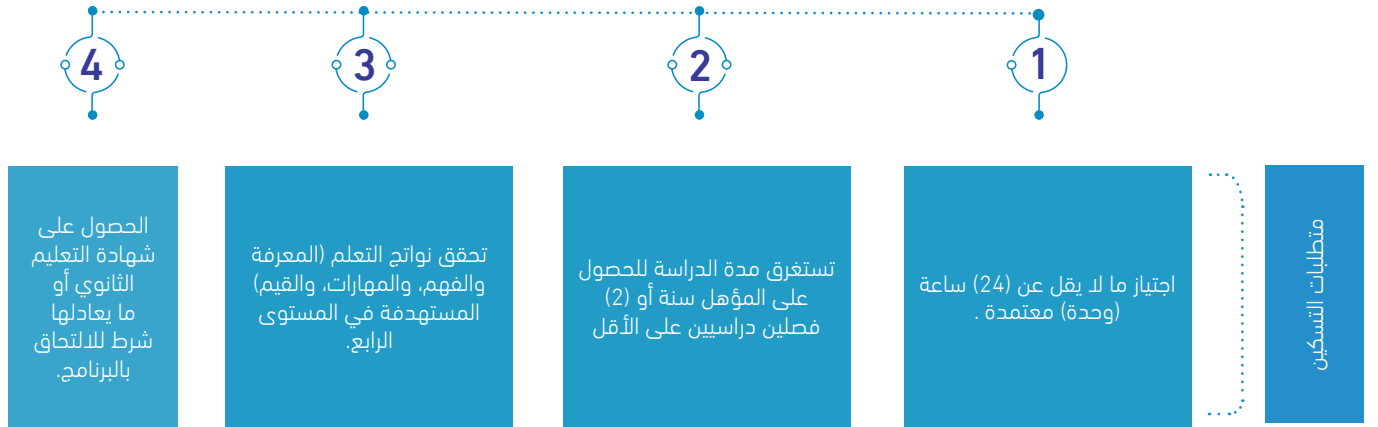 متطلبات التسكين
1
اجتياز ما لا يقل عن (24) ساعة
(وحدة) معتمدة .
2
تستغرق مدة الدراسة للحصول
على المؤهل سنة أو (2)
فصلين دراسيين على الأقل
3
تحقق نواتج التعلم (المعرفة
والفهم، والمهارات، والقيم)
المستهدفة في المستوى
الرابع.
4
الحصول على
شهادة التعليم
الثانوي أو
ما يعادلها
شرط للالتحاق
بالبرنامج.